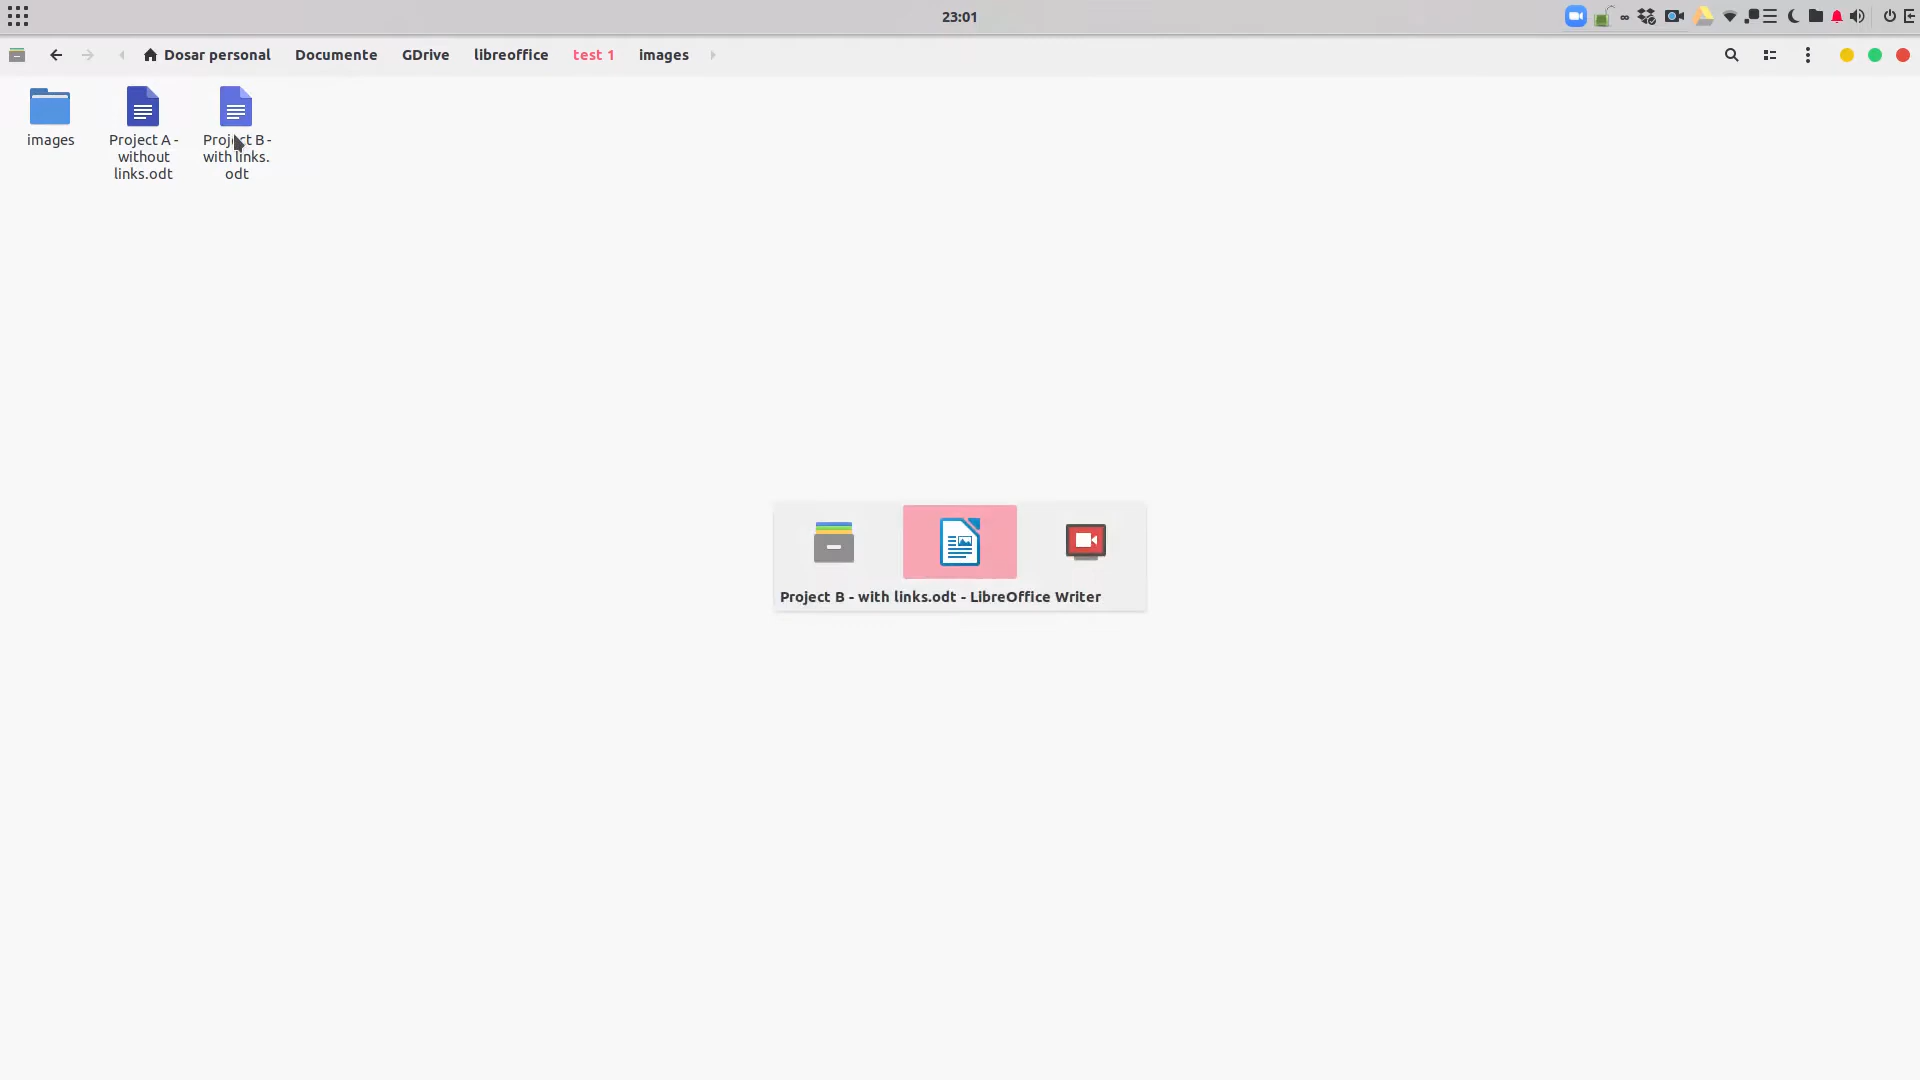 23:01
Dosar personal Documente GDrive libreoffice test 1 images
images
Project A -
without
links.odt
Project B -
with links.
odt
Project B - with links.odt - LibreOffice Writer